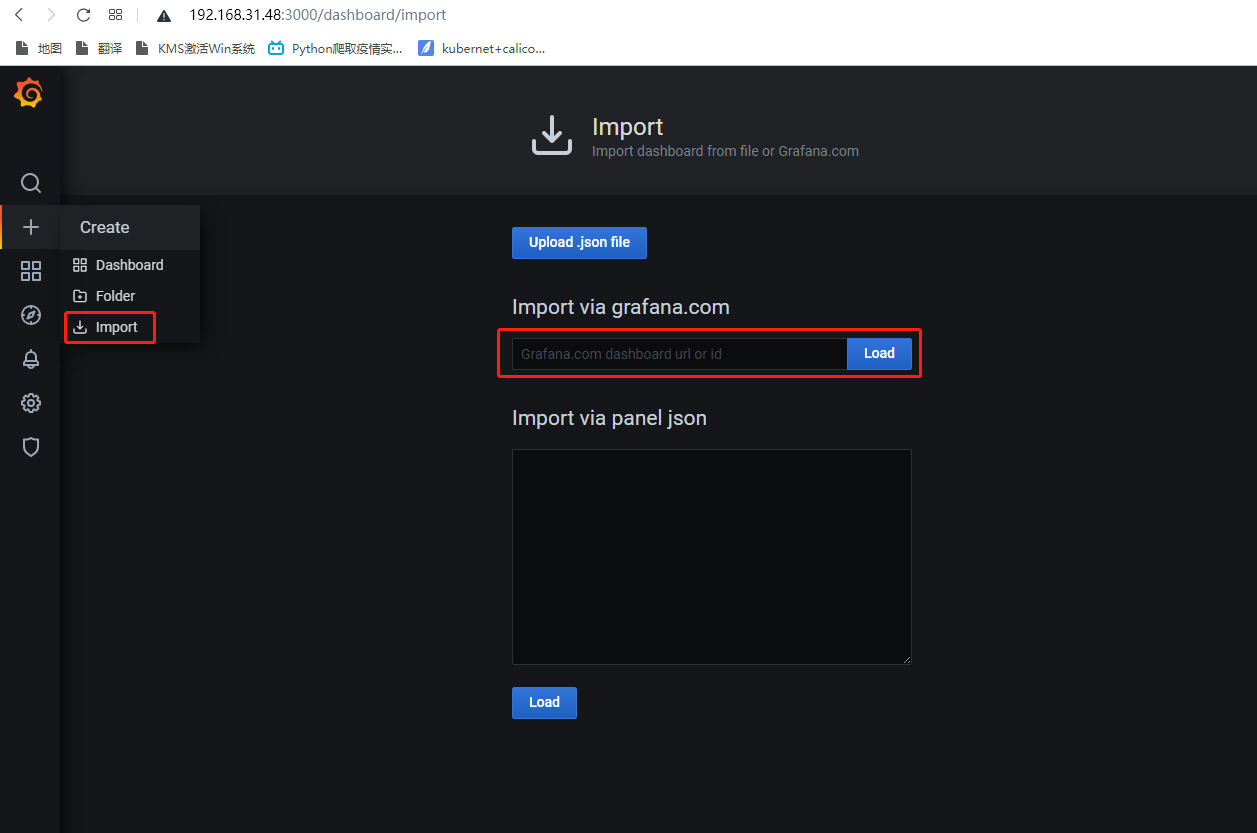 192.168.31.48:3000/dashboard/import
地图 翻译 KMS激活Win系统 Python爬取疫情实... kubernet+calico...
Import
Import dashboard from file or Grafana.com
Create
Dashboard
Folder
Import
Upload .json file
Import via grafana.com
Grafana.com dashboard url or id Load
Import via panel json
Load